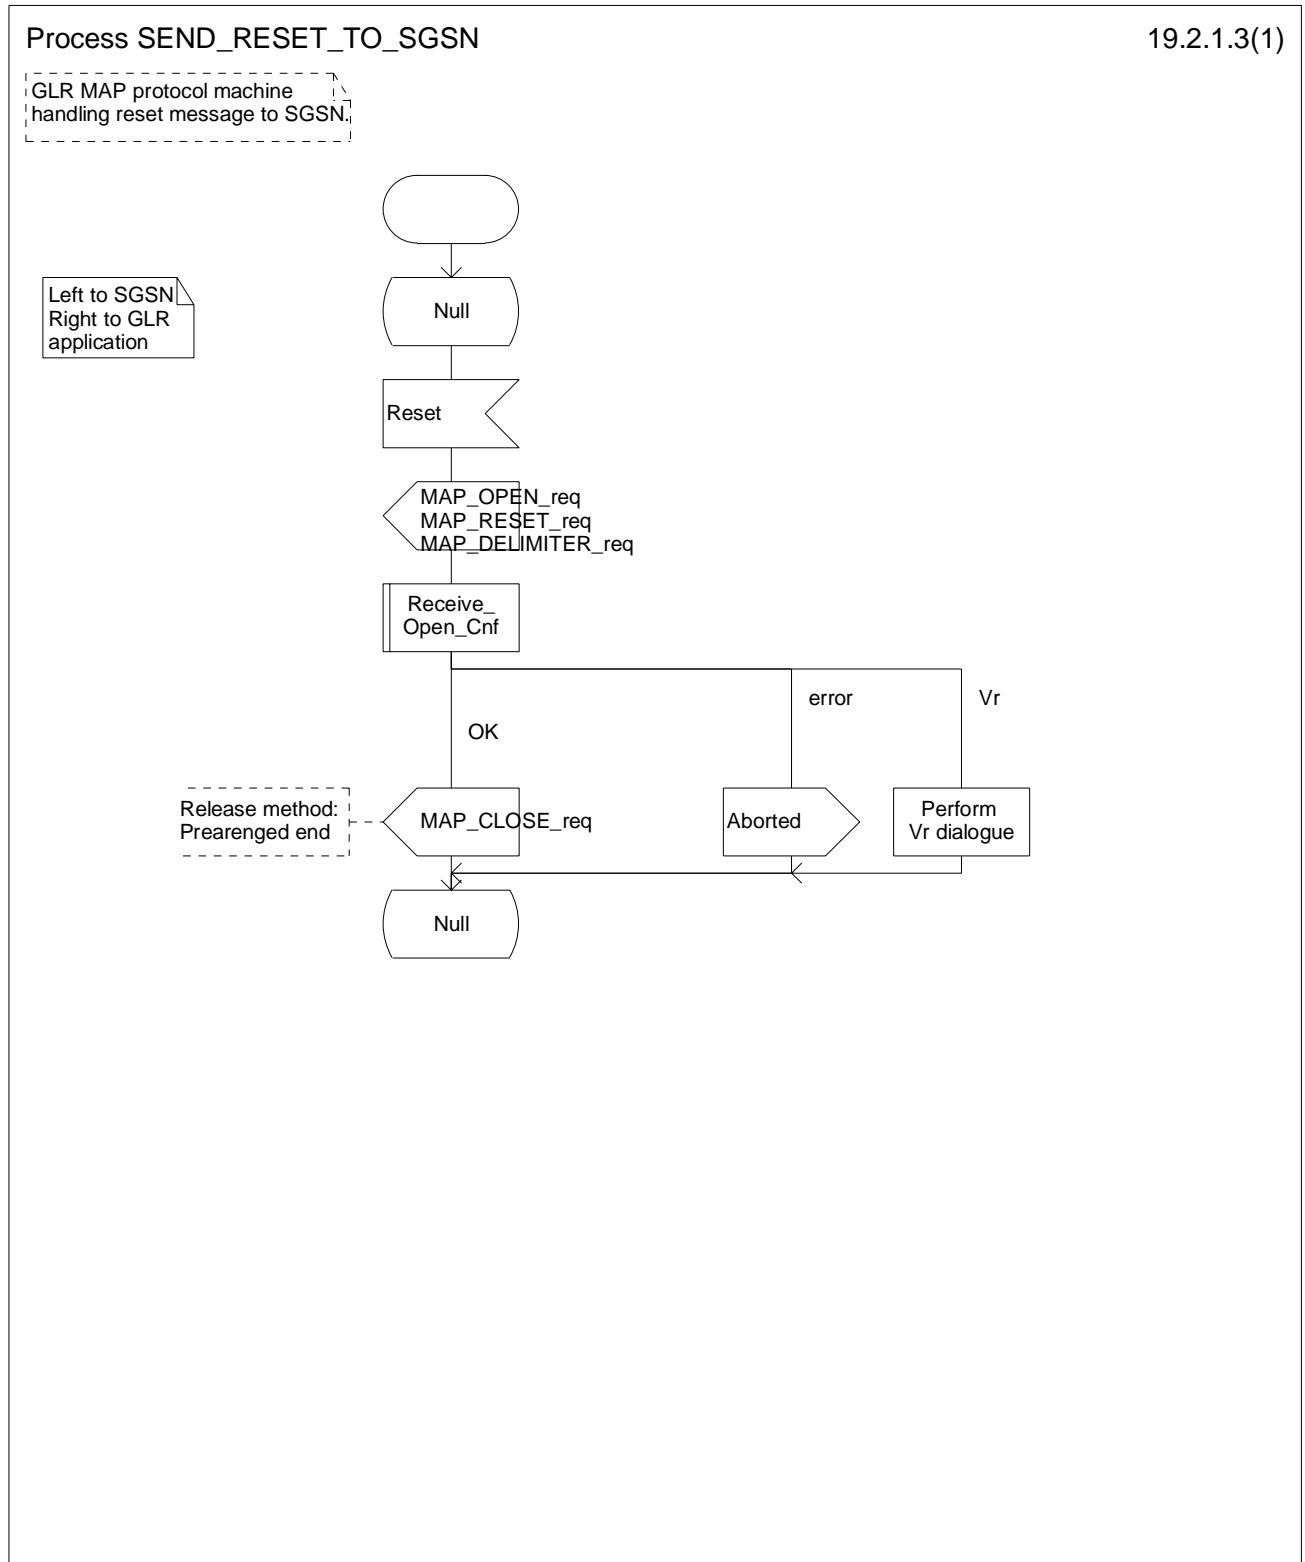 Process SEND_RESET_TO_SGSN
19.2.1.3(1)
GLR MAP protocol machine
handling reset message to SGSN.
Left to SGSN
Right to GLR
application
Null
Reset
MAP_OPEN_req
MAP_RESET_req
MAP_DELIMITER_req
Receive_
Open_Cnf
error
Vr
OK
Release method:
Prearenged end
MAP_CLOSE_req
Aborted
Perform
Vr dialogue
Null